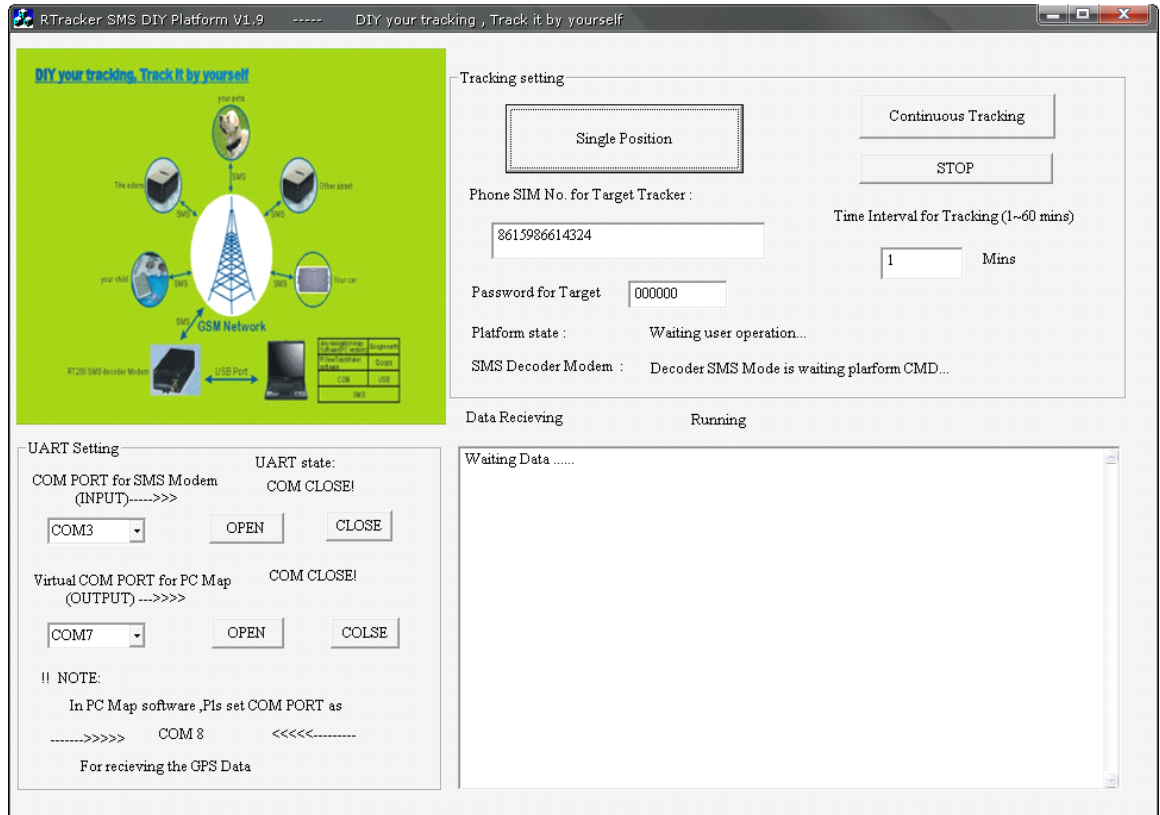 RTracker SMS DIY Platform V1.9 ----- DIY your tracking , Track it by yourself
DIY your tracking, Track it by yourself
your pets
SMS
The elders
Other asset
SMS
SMS
your child
SMS
SMS
Your car
SMS
GSM Network
RT200 SMS decoder Modem
USB Port
Google earth
Goops
COM
USB
SMS
Tracking setting
Single Position
Continuous Tracking
STOP
Phone SIM No. for Target Tracker :
Time Interval for Tracking (1~60 mins)
8615986614324
1 Mins
Password for Target 000000
Platform state : Waiting user operation...
SMS Decoder Modem : Decoder SMS Mode is waiting plarform CMD...
Data Recieving Running
Waiting Data ......
UART Setting
UART state:
COM PORT for SMS Modem
(INPUT)----->>>
COM CLOSE!
COM3 OPEN CLOSE
Virtual COM PORT for PC Map
(OUTPUT) --->>>>
COM CLOSE!
COM7 OPEN COLSE
!! NOTE:
In PC Map software ,Pls set COM PORT as
------->>>>> COM 8 <<<<<---------
For recieving the GPS Data